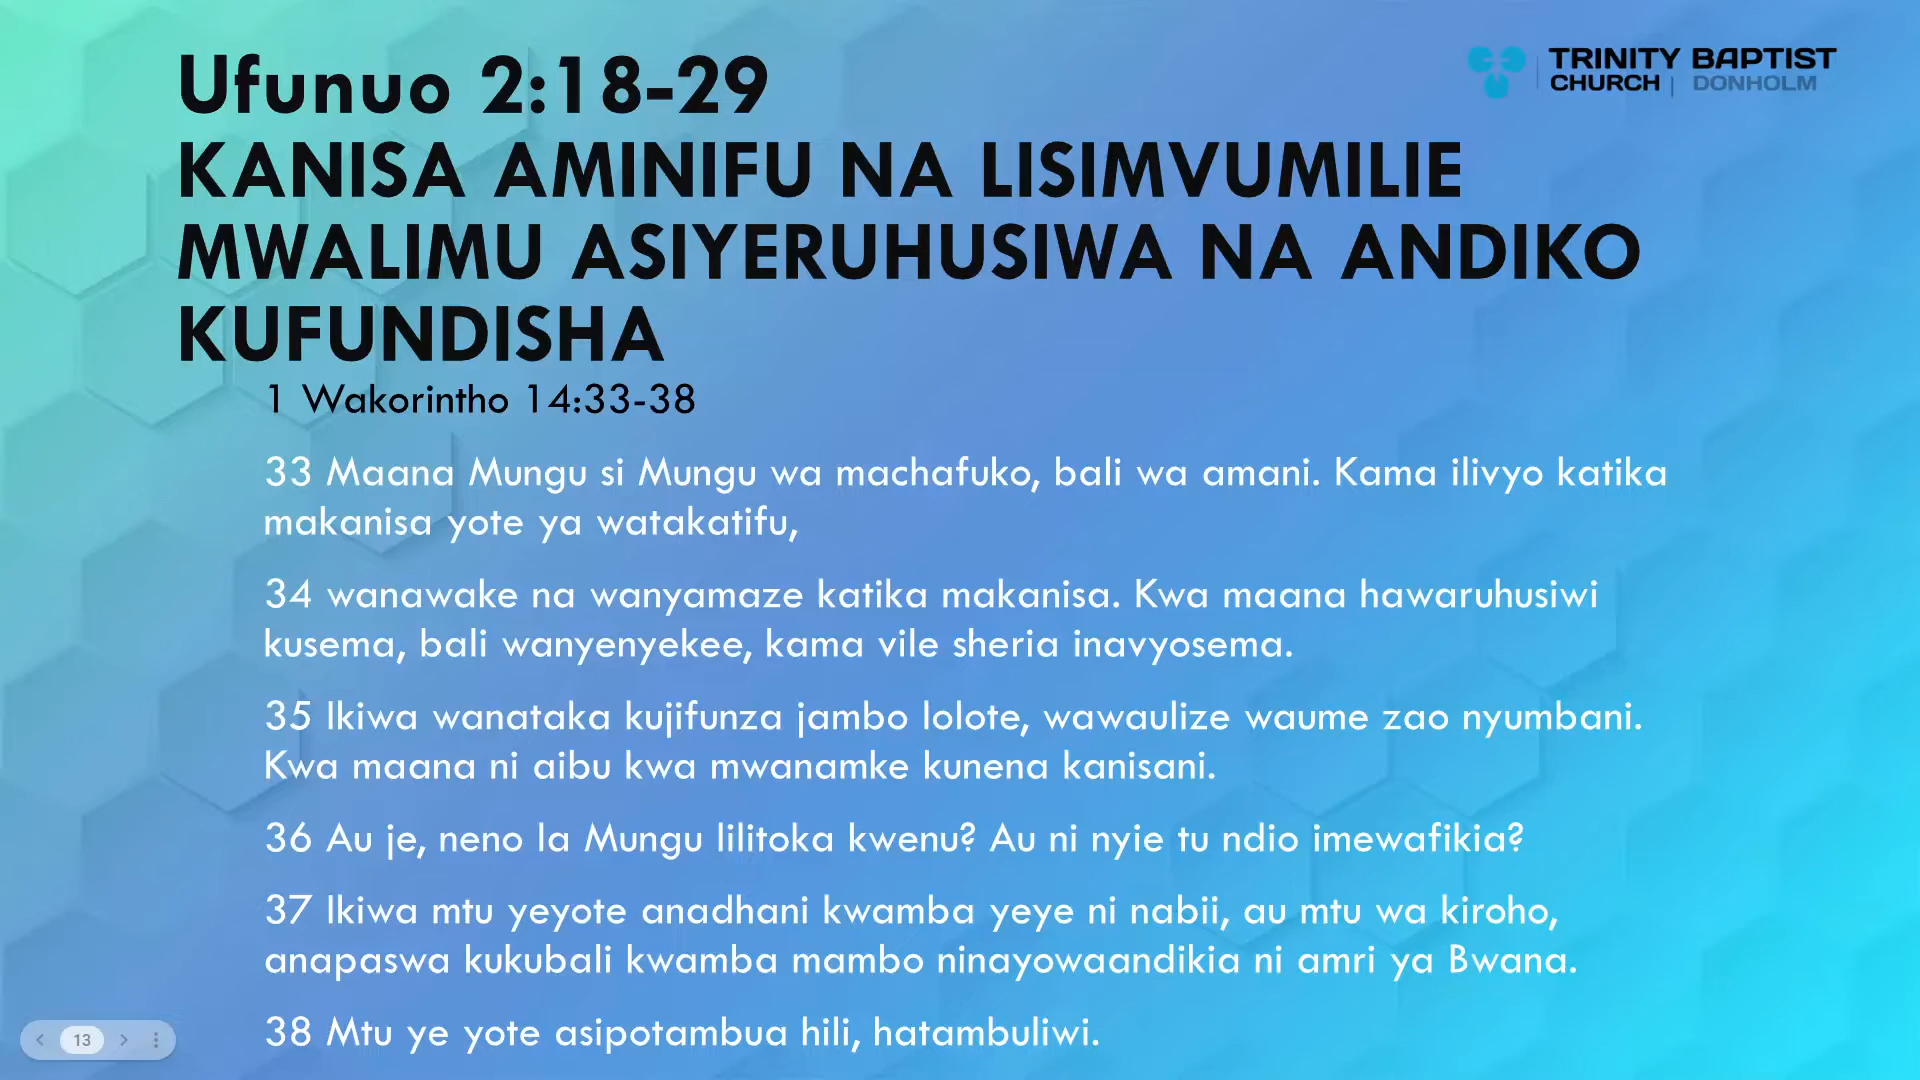 Ufunuo 2:18-29
KANISA AMINIFU NA LISIMVUMILIE
MWALIMU ASIYERUHUSIWA NA ANDIKO
KUFUNDISHA
TRINITY BAPTIST
CHURCH | DONHOLM
1 Wakorintho 14:33-38
33 Maana Mungu si Mungu wa machafuko, bali wa amani. Kama ilivyo katika
makanisa yote ya watakatifu,
34 wanawake na wanyamaze katika makanisa. Kwa maana hawaruhusiwi
kusema, bali wanyenyekee, kama vile sheria inavyosema.
35 Ikiwa wanataka kujifunza jambo lolote, wawaulize waume zao nyumbani.
Kwa maana ni aibu kwa mwanamke kunena kanisani.
36 Au je, neno la Mungu lilitoka kwenu? Au ni nyie tu ndio imewafikia?
37 Ikiwa mtu yeyote anadhani kwamba yeye ni nabii, au mtu wa kiroho,
anapaswa kukubali kwamba mambo ninayowaandikia ni amri ya Bwana.
38 Mtu ye yote asipotambua hili, hatambuliwi.
13